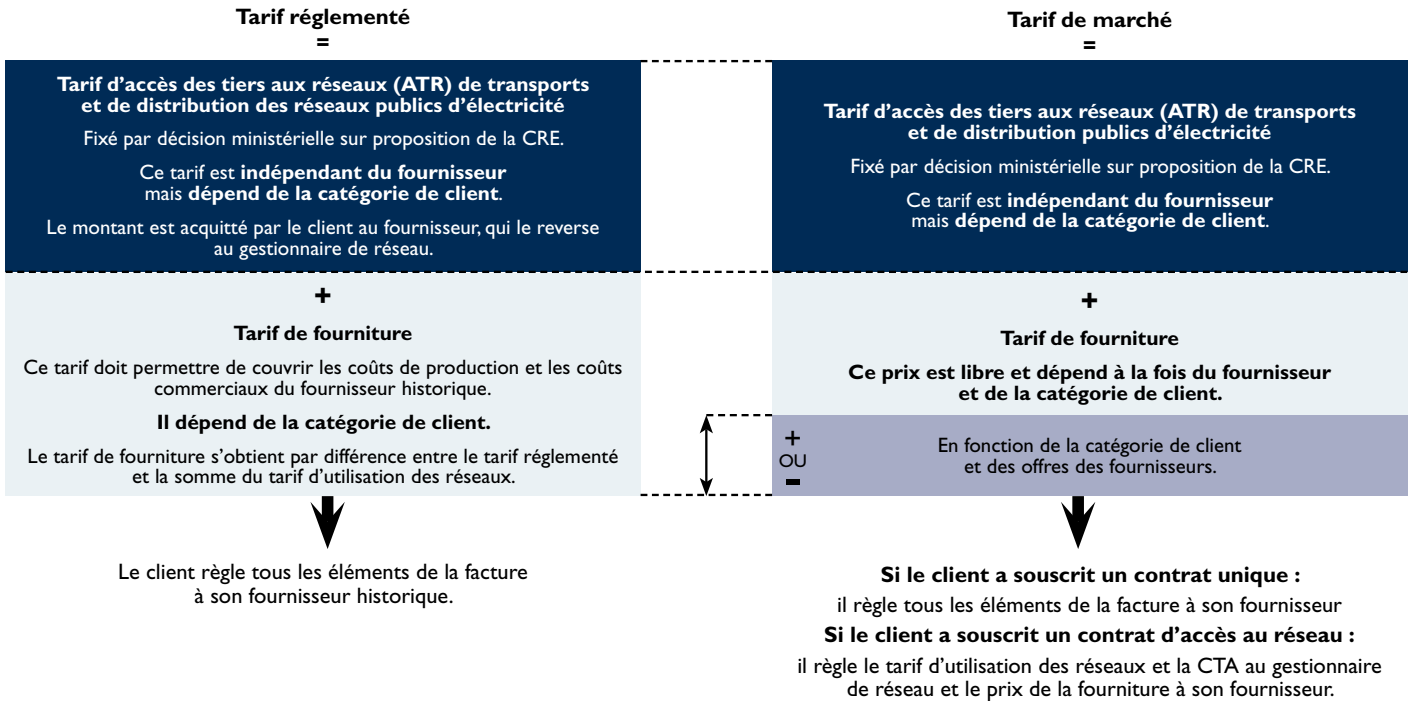 Tarif réglementé
=
Tarif d'accès des tiers aux réseaux (ATR) de transports
et de distribution des réseaux publics d'électricité
Fixé par décision ministérielle sur proposition de la CRE.
Ce tarif est indépendant du fournisseur
mais dépend de la catégorie de client.
Le montant est acquitté par le client au fournisseur, qui le reverse
au gestionnaire de réseau.
+
Tarif de fourniture
Ce tarif doit permettre de couvrir les coûts de production et les coûts
commerciaux du fournisseur historique.
Il dépend de la catégorie de client.
Le tarif de fourniture s'obtient par différence entre le tarif réglementé
et la somme du tarif d'utilisation des réseaux.
Le client règle tous les éléments de la facture
à son fournisseur historique.
Tarif de marché
=
Tarif d'accès des tiers aux réseaux (ATR) de transports
et de distribution publics d'électricité
Fixé par décision ministérielle sur proposition de la CRE.
Ce tarif est indépendant du fournisseur
mais dépend de la catégorie de client.
+
Tarif de fourniture
Ce prix est libre et dépend à la fois du fournisseur
et de la catégorie de client.
+
OU
-
En fonction de la catégorie de client
et des offres des fournisseurs.
Si le client a souscrit un contrat unique :
il règle tous les éléments de la facture à son fournisseur
Si le client a souscrit un contrat d'accès au réseau :
il règle le tarif d'utilisation des réseaux et la CTA au gestionnaire
de réseau et le prix de la fourniture à son fournisseur.